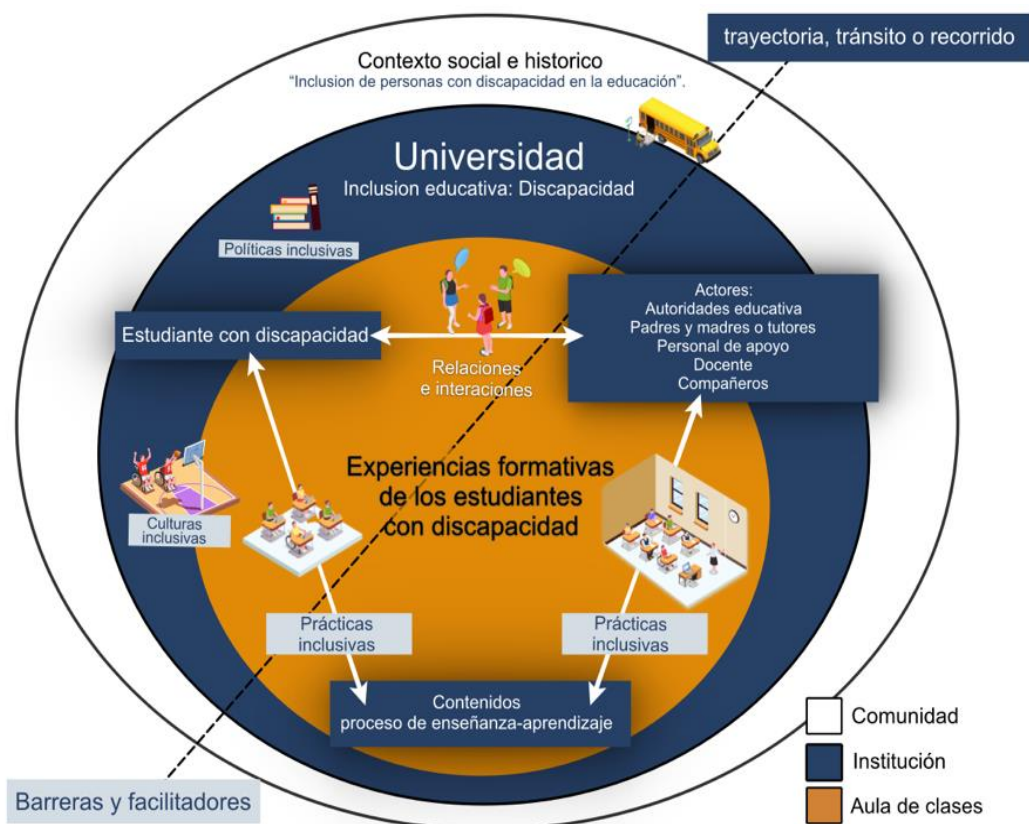 trayectoria, tránsito o recorrido
Contexto social e historico
“Inclusion de personas con discapacidad en la educación”.
Universidad
Inclusion educativa: Discapacidad
Políticas inclusivas
Estudiante con discapacidad
Relaciones
e interaciones
Actores:
Autoridades educativa
Padres y madres o tutores
Personal de apoyo
Docente
Compañeros
Culturas
inclusivas
Experiencias formativas
de los estudiantes
con discapacidad
Prácticas
inclusivas
Prácticas
inclusivas
Contenidos
proceso de enseñanza-aprendizaje
Barreras y facilitadores
Comunidad
Institución
Aula de clases